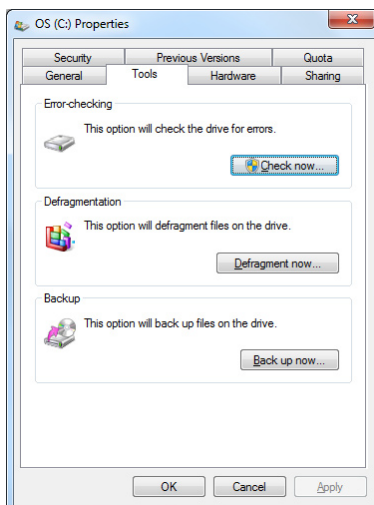 OS (C:) Properties
Security Previous Versions Quota
General Tools Hardware Sharing
Error-checking
This option will check the drive for errors.
Check now...
Defragmentation
This option will defragment files on the drive.
Defragment now...
Backup
This option will back up files on the drive.
Back up now...
OK Cancel Apply